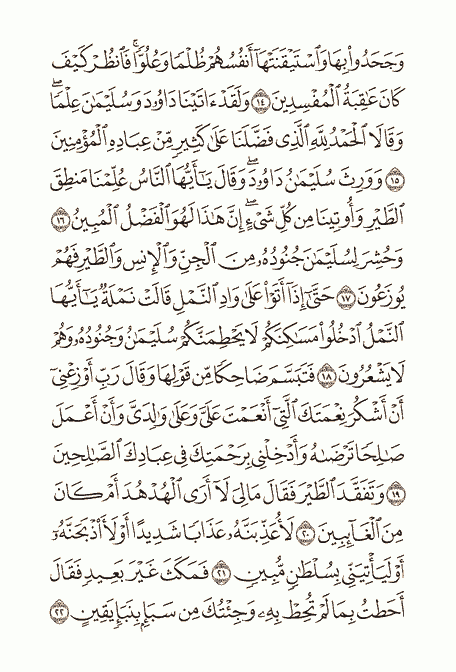 وَجَحَدُوا۟ بِهَا وَٱسْتَيْقَنَتْهَآ أَنفُسُهُمْ ظُلْمًا وَعُلُوًّا ۚ فَٱنظُرْ كَيْفَ
كَانَ عَٰقِبَةُ ٱلْمُفْسِدِينَ ١٤ وَلَقَدْ ءَاتَيْنَا دَاوُۥدَ وَسُلَيْمَٰنَ عِلْمًا ۖ
وَقَالَا ٱلْحَمْدُ لِلَّهِ ٱلَّذِى فَضَّلَنَا عَلَىٰ كَثِيرٍ مِّنْ عِبَادِهِ ٱلْمُؤْمِنِينَ
١٥ وَوَرِثَ سُلَيْمَٰنُ دَاوُۥدَ ۖ وَقَالَ يَٰٓأَيُّهَا ٱلنَّاسُ عُلِّمْنَا مَنطِقَ
ٱلطَّيْرِ وَأُوتِينَا مِن كُلِّ شَىْءٍ ۖ إِنَّ هَٰذَا لَهُوَ ٱلْفَضْلُ ٱلْمُبِينُ ١٦
وَحُشِرَ لِسُلَيْمَٰنَ جُنُودُهُۥ مِنَ ٱلْجِنِّ وَٱلْإِنسِ وَٱلطَّيْرِ فَهُمْ
يُوزَعُونَ ١٧ حَتَّىٰٓ إِذَآ أَتَوْا۟ عَلَىٰ وَادِ ٱلنَّمْلِ قَالَتْ نَمْلَةٌ يَٰٓأَيُّهَا
ٱلنَّمْلُ ٱدْخُلُوا۟ مَسَٰكِنَكُمْ لَا يَحْطِمَنَّكُمْ سُلَيْمَٰنُ وَجُنُودُهُۥ وَهُمْ
لَا يَشْعُرُونَ ١٨ فَتَبَسَّمَ ضَاحِكًا مِّن قَوْلِهَا وَقَالَ رَبِّ أَوْزِعْنِىٓ
أَنْ أَشْكُرَ نِعْمَتَكَ ٱلَّتِىٓ أَنْعَمْتَ عَلَىَّ وَعَلَىٰ وَٰلِدَىَّ وَأَنْ أَعْمَلَ
صَٰلِحًا تَرْضَىٰهُ وَأَدْخِلْنِى بِرَحْمَتِكَ فِى عِبَادِكَ ٱلصَّٰلِحِينَ
١٩ وَتَفَقَّدَ ٱلطَّيْرَ فَقَالَ مَالِىَ لَآ أَرَى ٱلْهُدْهُدَ أَمْ كَانَ
مِنَ ٱلْغَآئِبِينَ ٢٠ لَأُعَذِّبَنَّهُۥ عَذَابًا شَدِيدًا أَوْ لَأَا۟ذْبَحَنَّهُۥٓ
أَوْ لَيَأْتِيَنِّى بِسُلْطَٰنٍ مُّبِينٍ ٢١ فَمَكَثَ غَيْرَ بَعِيدٍ فَقَالَ
أَحَطتُ بِمَا لَمْ تُحِطْ بِهِۦ وَجِئْتُكَ مِن سَبَإٍۭ بِنَبَإٍ يَقِينٍ ٢٢